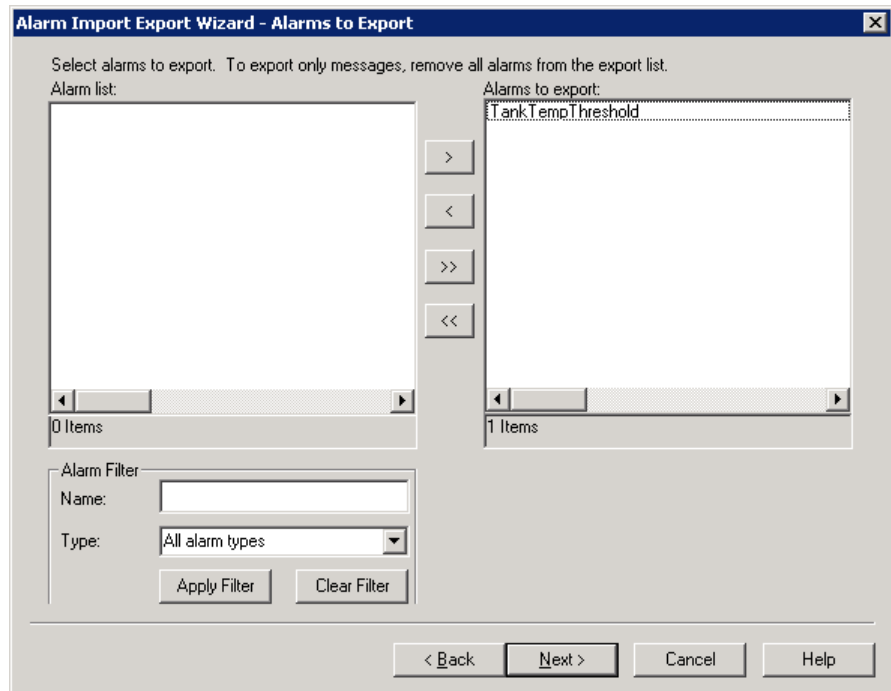 Alarm Import Export Wizard - Alarms to Export
Select alarms to export. To export only messages, remove all alarms from the export list.
Alarm list:
Alarms to export:
TankTempThreshold
>
<
>>
<<
0 Items
1 Items
Alarm Filter
Name:
Type:
All alarm types
Apply Filter
Clear Filter
< Back
Next >
Cancel
Help